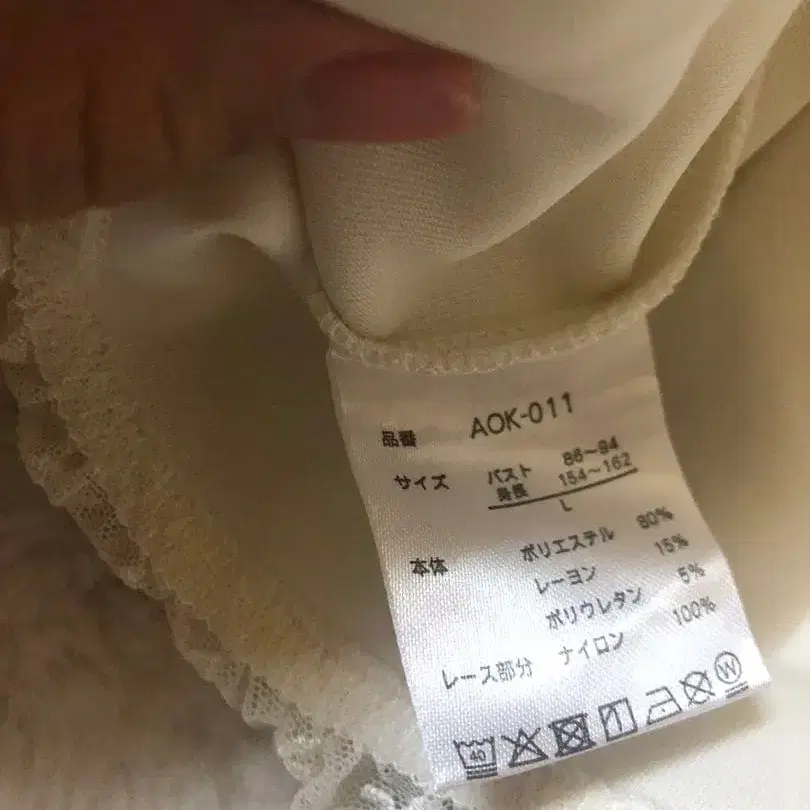 品番 AOK-011
サイズ バスト 86~94
身長 154~162
L
本体 ポリエステル 80%
レーヨン 15%
ポリウレタン 5%
レース部分 ナイロン 100%
40
W